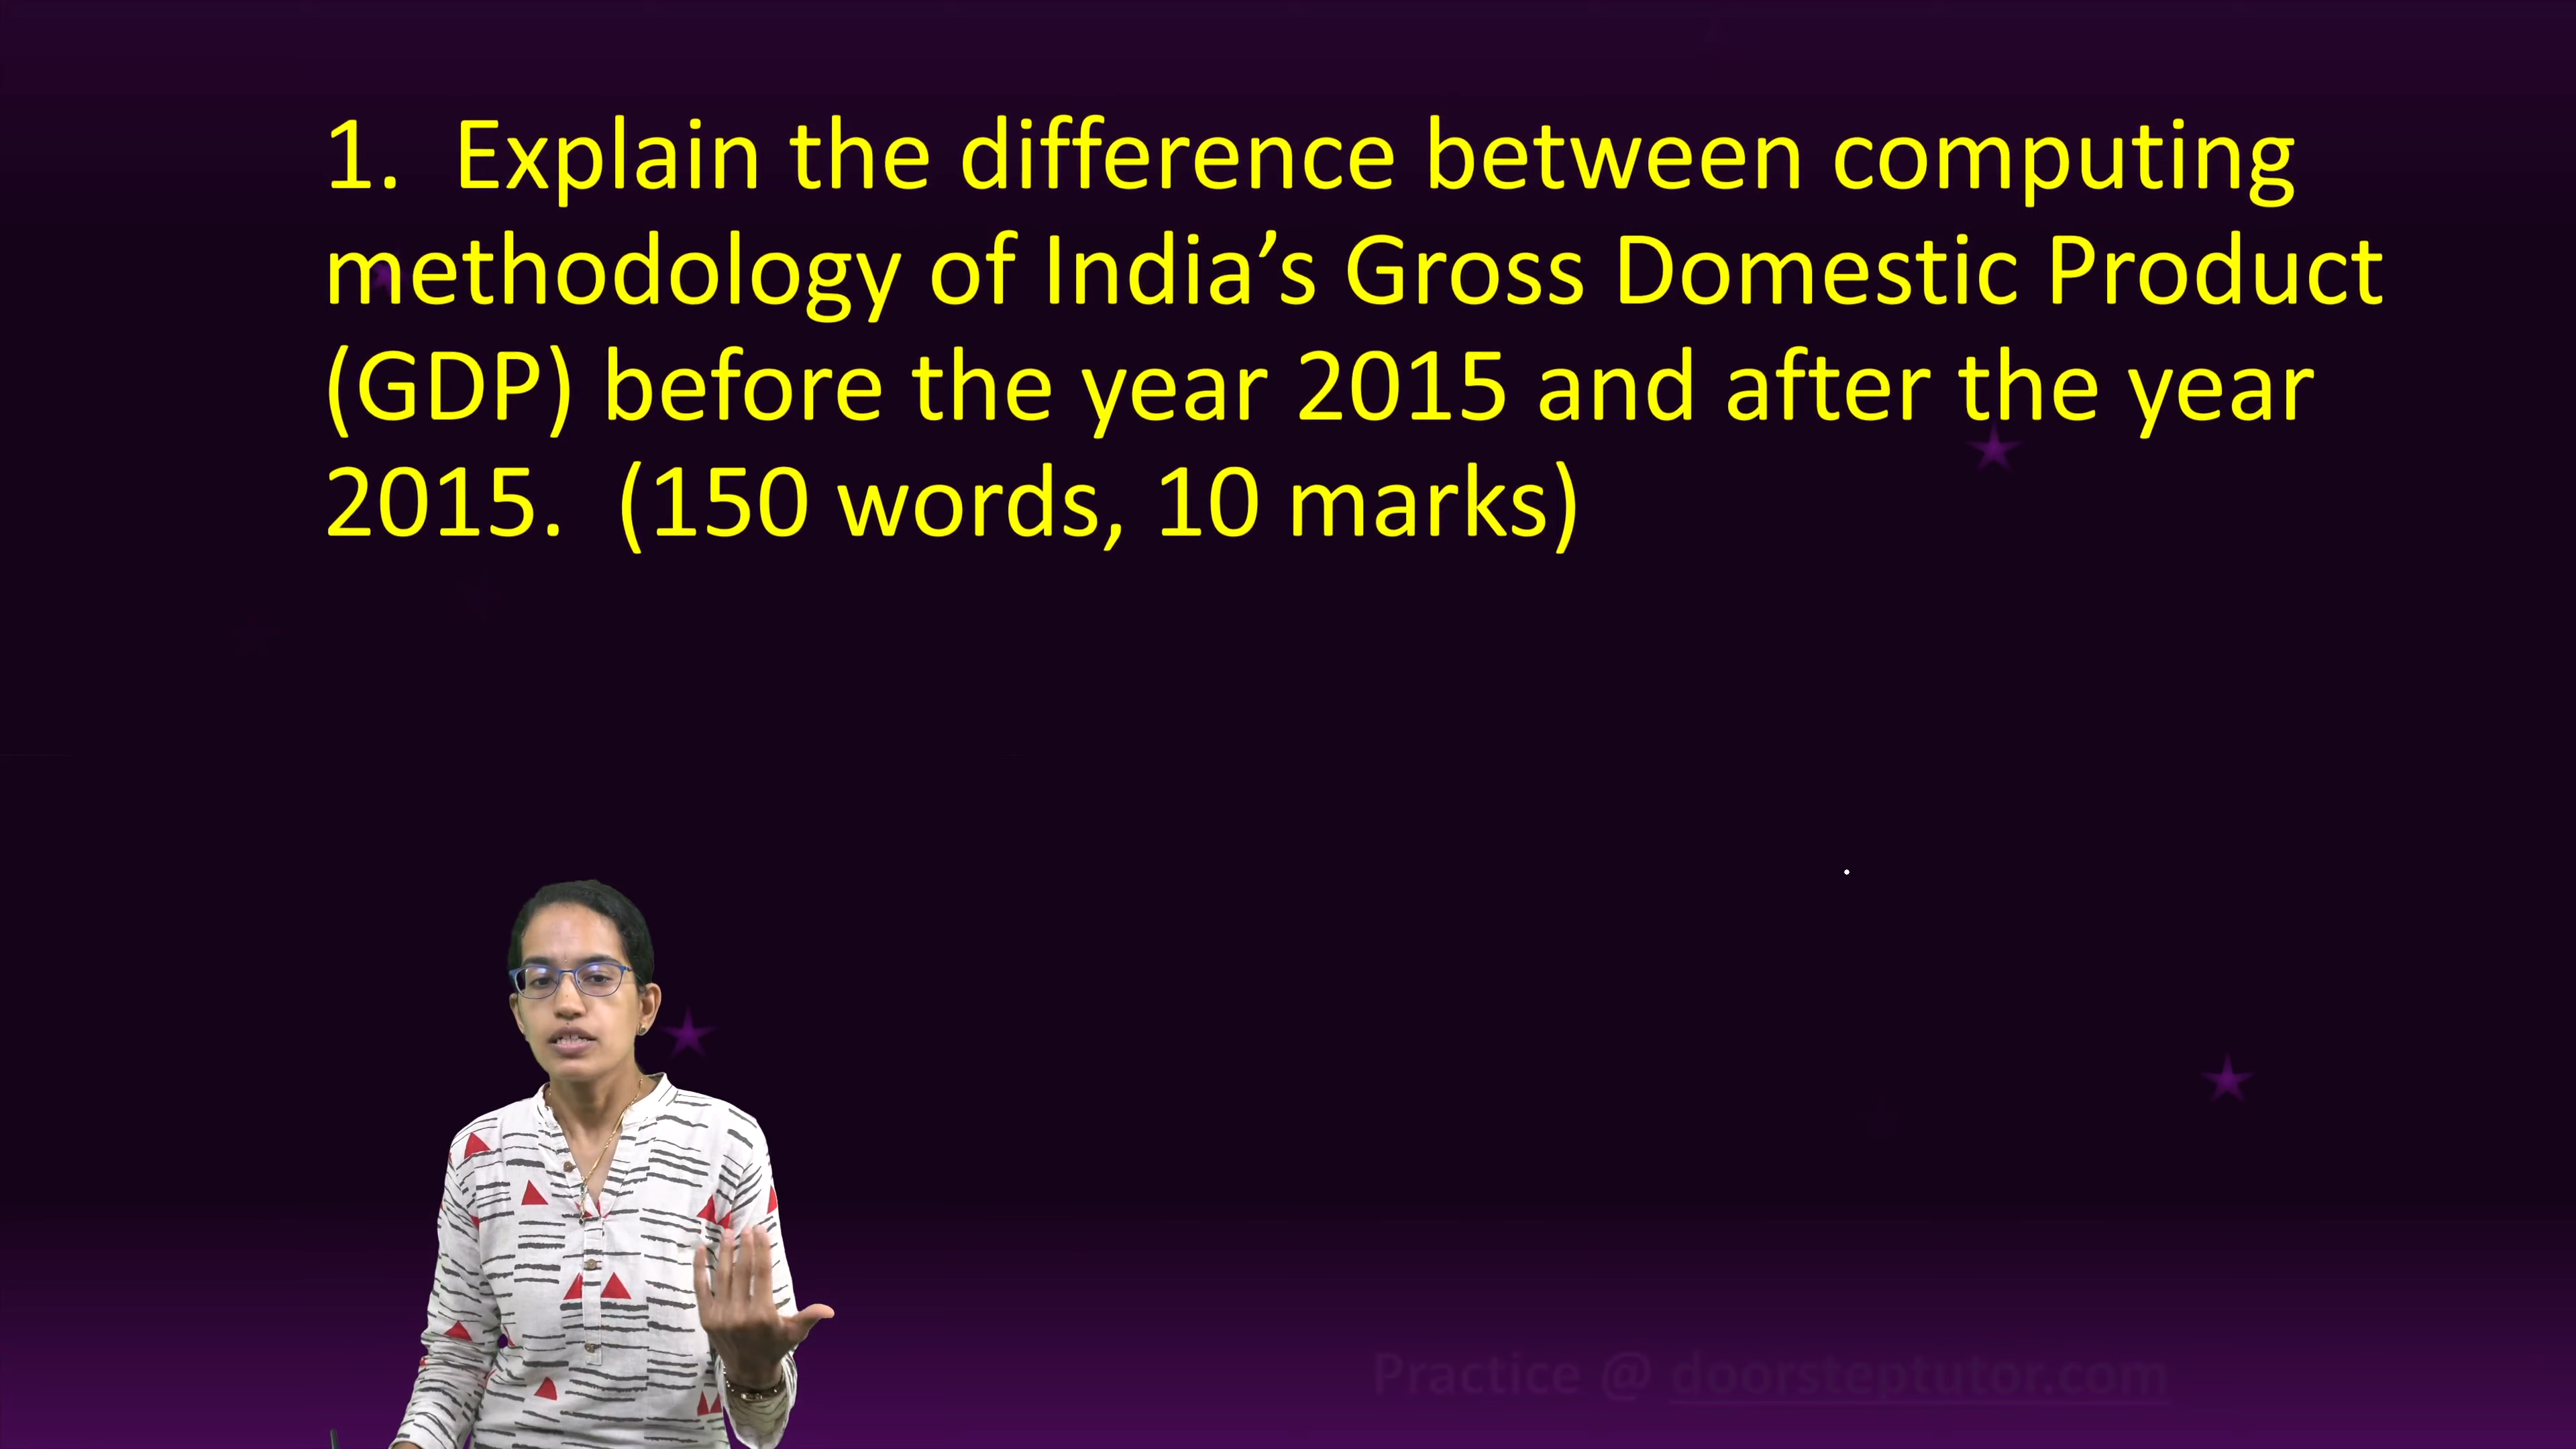 1. Explain the difference between computing
methodology of India’s Gross Domestic Product
(GDP) before the year 2015 and after the year
2015. (150 words, 10 marks)
Practice @ doorsteptutor.com